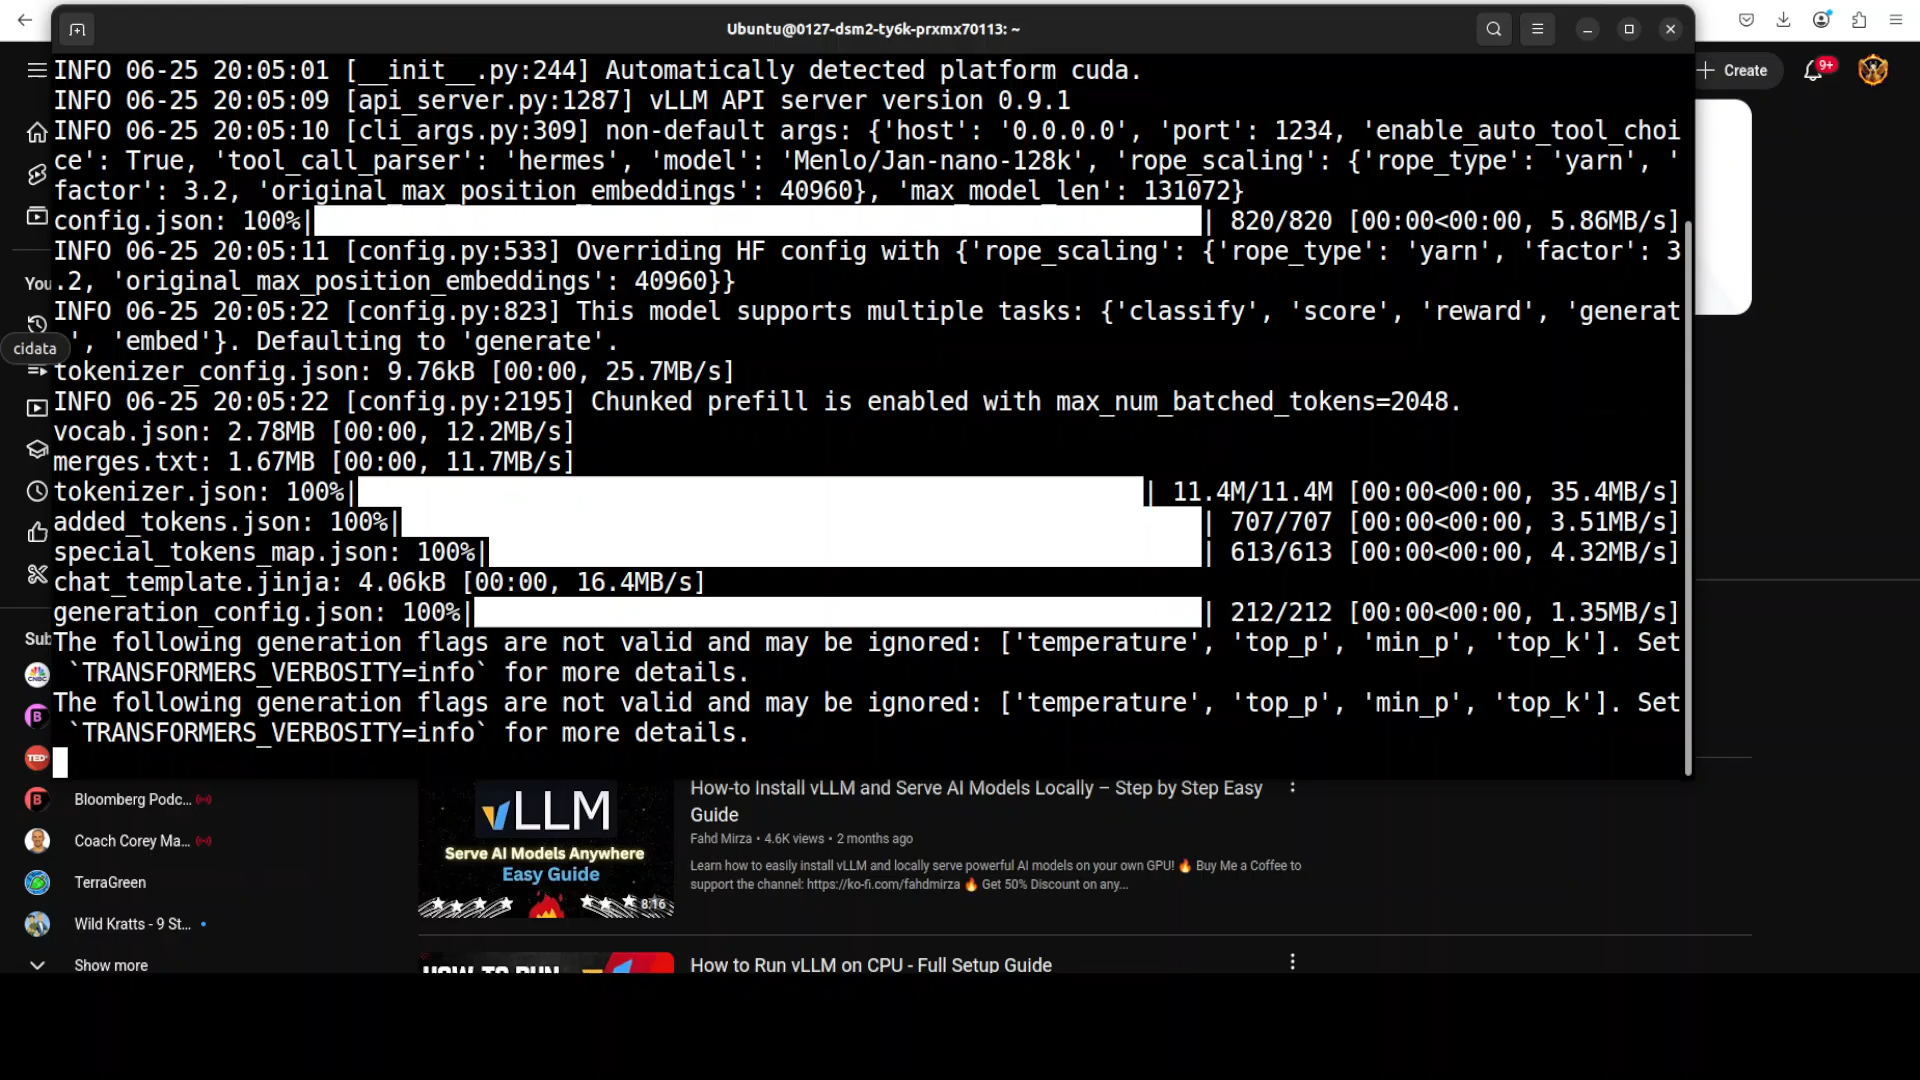 Ubuntu@0127-dsm2-ty6k-prxmx70113: ~
INFO 06-25 20:05:01 [__init__.py:244] Automatically detected platform cuda.
INFO 06-25 20:05:09 [api_server.py:1287] vLLM API server version 0.9.1
INFO 06-25 20:05:10 [cli_args.py:309] non-default args: {'host': '0.0.0.0', 'port': 1234, 'enable_auto_tool_choi
ce': True, 'tool_call_parser': 'hermes', 'model': 'Menlo/Jan-nano-128k', 'rope_scaling': {'rope_type': 'yarn', '
factor': 3.2, 'original_max_position_embeddings': 40960}, 'max_model_len': 131072}
config.json: 100%| | 820/820 [00:00<00:00, 5.86MB/s]
INFO 06-25 20:05:11 [config.py:533] Overriding HF config with {'rope_scaling': {'rope_type': 'yarn', 'factor': 3
.2, 'original_max_position_embeddings': 40960}}
INFO 06-25 20:05:22 [config.py:823] This model supports multiple tasks: {'classify', 'score', 'reward', 'generat
', 'embed'}. Defaulting to 'generate'.
tokenizer_config.json: 9.76kB [00:00, 25.7MB/s]
INFO 06-25 20:05:22 [config.py:2195] Chunked prefill is enabled with max_num_batched_tokens=2048.
vocab.json: 2.78MB [00:00, 12.2MB/s]
merges.txt: 1.67MB [00:00, 11.7MB/s]
tokenizer.json: 100%| | 11.4M/11.4M [00:00<00:00, 35.4MB/s]
added_tokens.json: 100%| | 707/707 [00:00<00:00, 3.51MB/s]
special_tokens_map.json: 100%| | 613/613 [00:00<00:00, 4.32MB/s]
chat_template.jinja: 4.06kB [00:00, 16.4MB/s]
generation_config.json: 100%| | 212/212 [00:00<00:00, 1.35MB/s]
The following generation flags are not valid and may be ignored: ['temperature', 'top_p', 'min_p', 'top_k']. Set
`TRANSFORMERS_VERBOSITY=info` for more details.
The following generation flags are not valid and may be ignored: ['temperature', 'top_p', 'min_p', 'top_k']. Set
`TRANSFORMERS_VERBOSITY=info` for more details.
Create
9+
You
cidata
Sub
CNBC
B
TED
B
Bloomberg Podc...
Coach Corey Ma...
TerraGreen
Wild Kratts - 9 St...
Show more
vLLM
Serve AI Models Anywhere
Easy Guide
8:16
How-to Install vLLM and Serve AI Models Locally – Step by Step Easy
Guide
Fahd Mirza • 4.6K views • 2 months ago
Learn how to easily install vLLM and locally serve powerful AI models on your own GPU! 🔥 Buy Me a Coffee to
support the channel: https://ko-fi.com/fahdmirza 🔥 Get 50% Discount on any...
HOW TO RUN
How to Run vLLM on CPU - Full Setup Guide